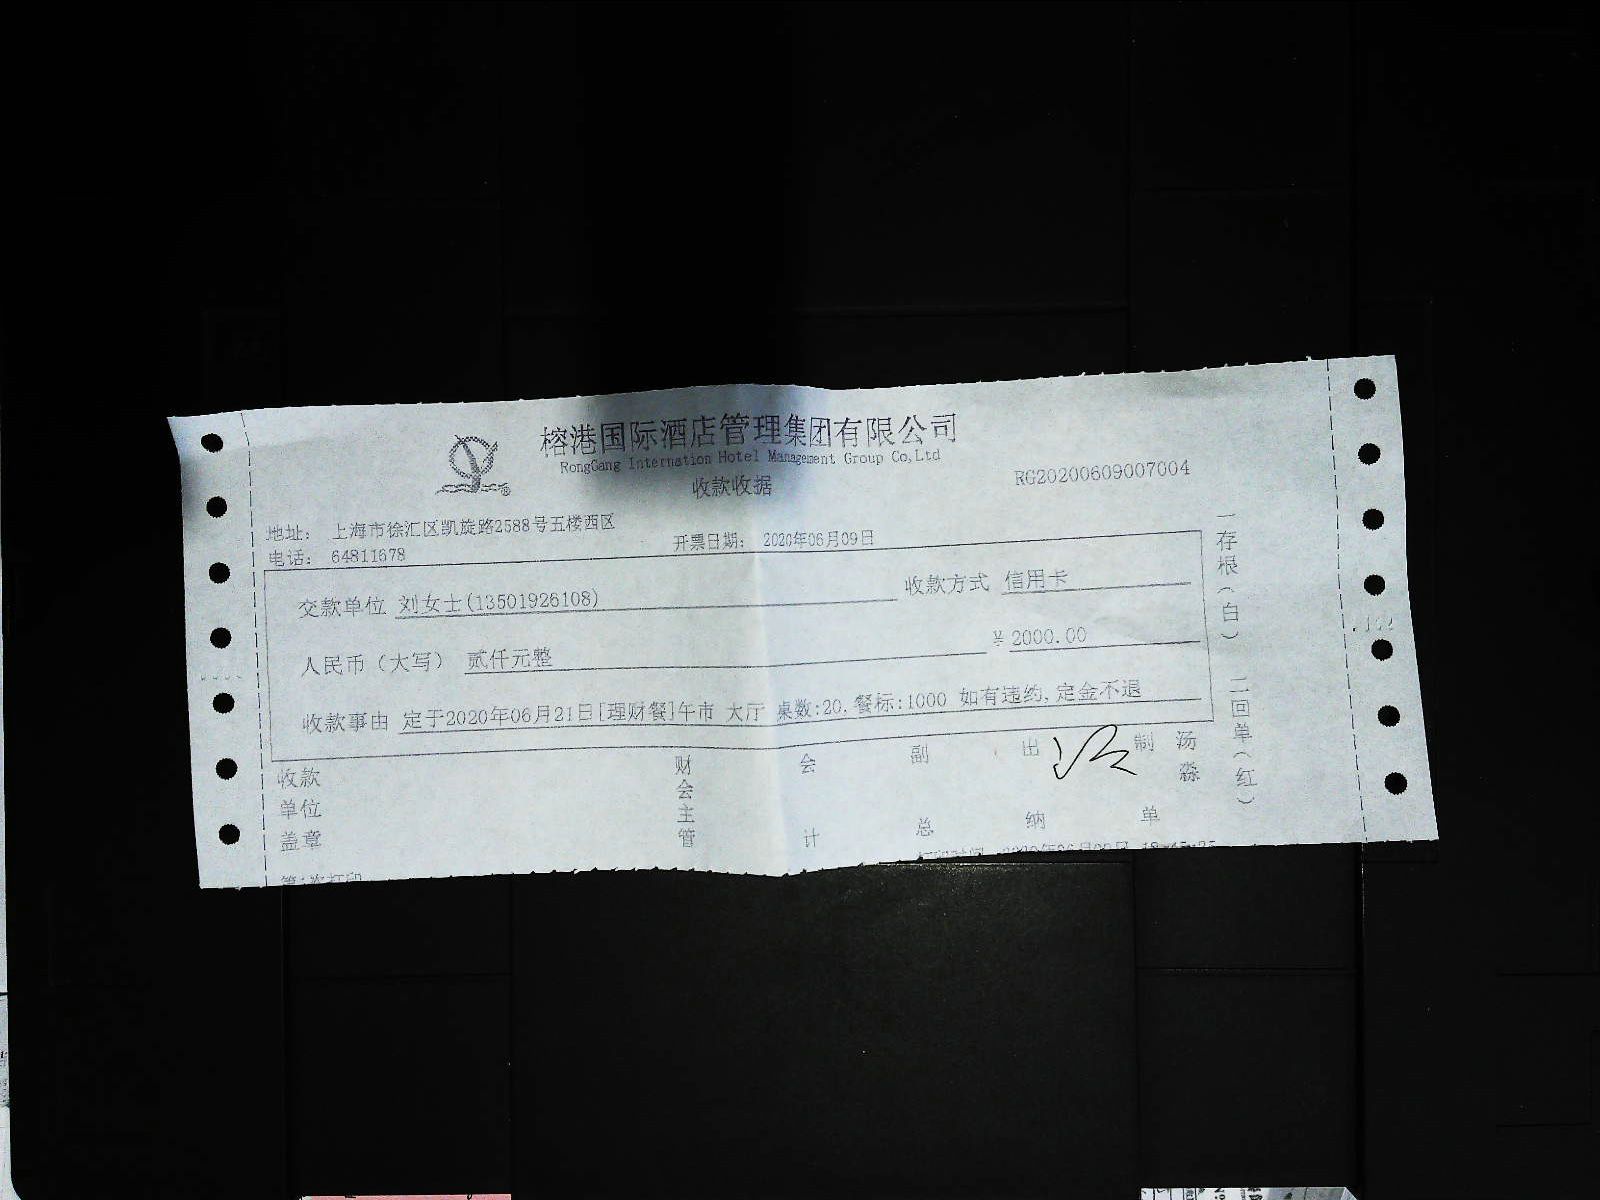 榕港国际酒店管理集团有限公司
RongGang Internation Hotel Management Group Co,Ltd
收款收据
RG20200609007004
地址： 上海市徐汇区凯旋路2588号五楼西区
电话： 64811678
开票日期： 2020年06月09日
交款单位 刘女士(13501926108) 收款方式 信用卡
人民币（大写） 贰仟元整 ¥ 2000.00
收款事由 定于2020年06月21日[理财餐]午市 大厅 桌数:20. 餐标:1000 如有违约, 定金不退
收款单位盖章
财会主管
会计
副总
出纳
制单
汤淼
一存根（白） 二回单（红）